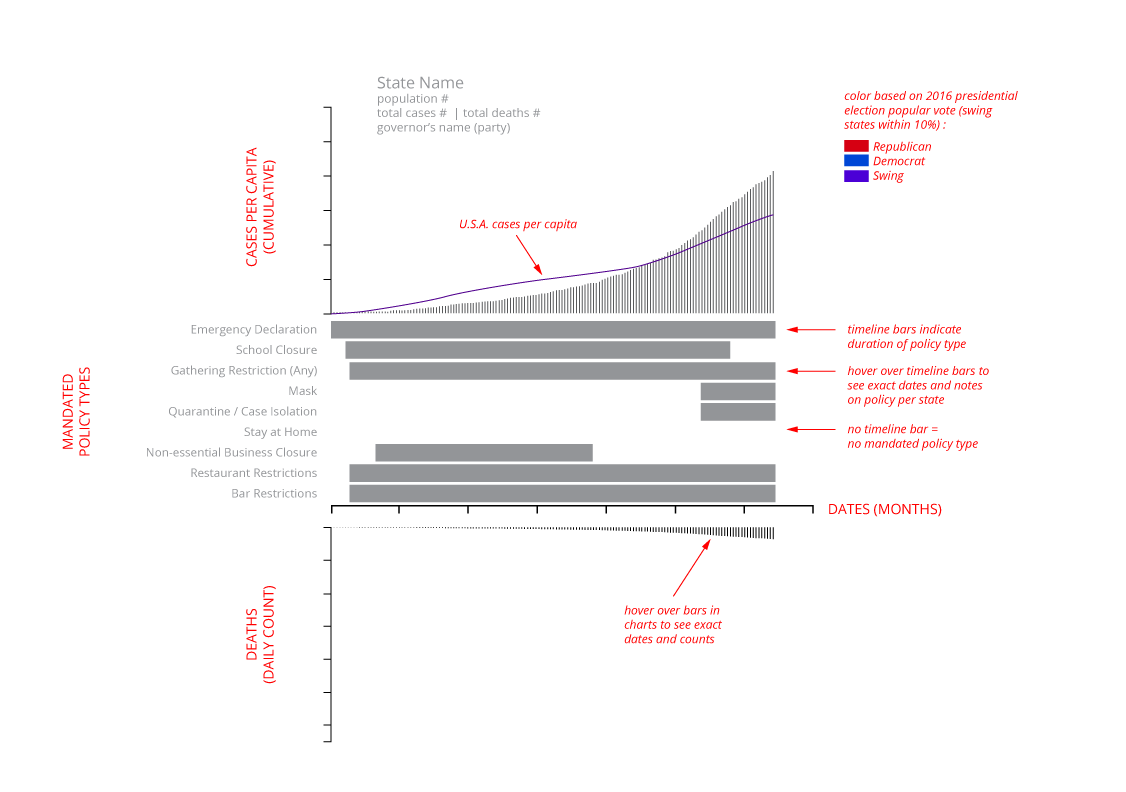 State Name
population #
total cases #  | total deaths #
governor's name (party)
color based on 2016 presidential
election popular vote (swing
states within 10%) :
Republican
Democrat
Swing
CASES PER CAPITA
(CUMULATIVE)
U.S.A. cases per capita
MANDATED
POLICY TYPES
Emergency Declaration
School Closure
Gathering Restriction (Any)
Mask
Quarantine / Case Isolation
Stay at Home
Non-essential Business Closure
Restaurant Restrictions
Bar Restrictions
timeline bars indicate
duration of policy type
hover over timeline bars to
see exact dates and notes
on policy per state
no timeline bar =
no mandated policy type
DATES (MONTHS)
DEATHS
(DAILY COUNT)
hover over bars in
charts to see exact
dates and counts